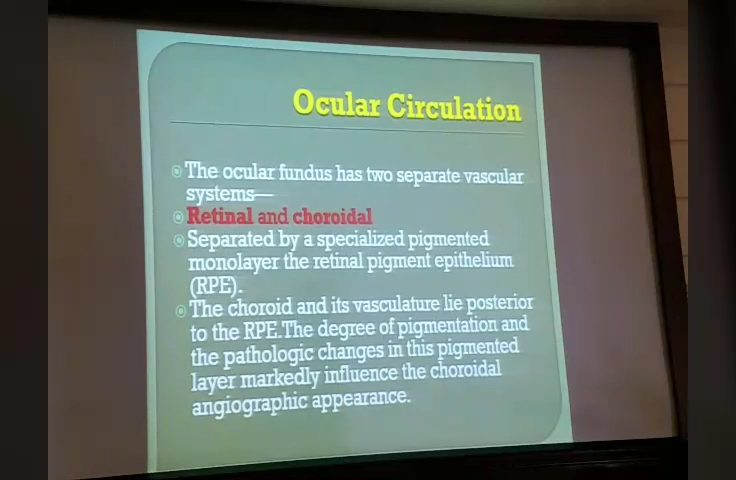 Ocular Circulation
The ocular fundus has two separate vascular
systems—
Retinal and choroidal
Separated by a specialized pigmented
monolayer the retinal pigment epithelium
(RPE).
The choroid and its vasculature lie posterior
to the RPE.The degree of pigmentation and
the pathologic changes in this pigmented
layer markedly influence the choroidal
angiographic appearance.